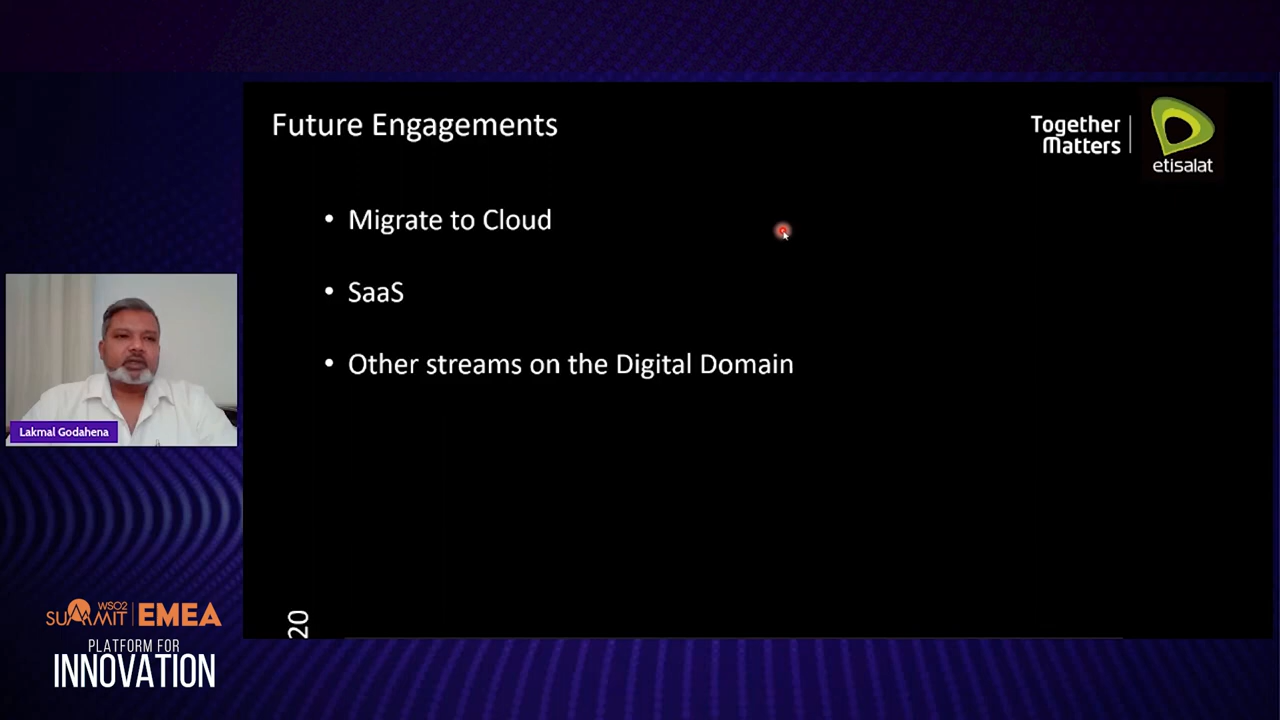 Future Engagements
Together
Matters
etisalat
• Migrate to Cloud
• SaaS
• Other streams on the Digital Domain
Lakmal Godahena
20
WSO2
SUMMIT EMEA
PLATFORM FOR
INNOVATION